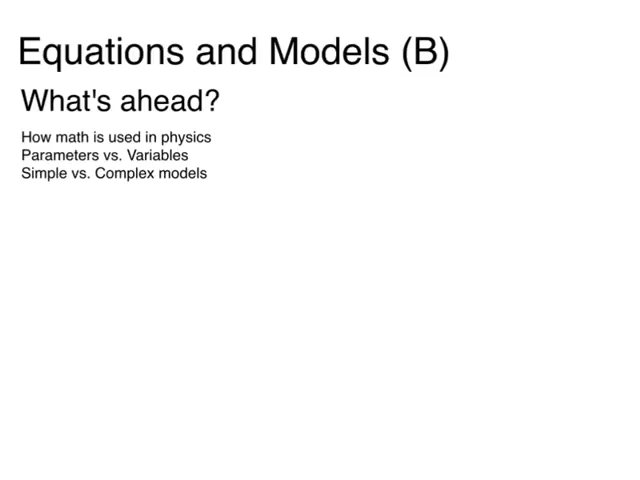 Equations and Models (B)
What's ahead?
How math is used in physics
Parameters vs. Variables
Simple vs. Complex models